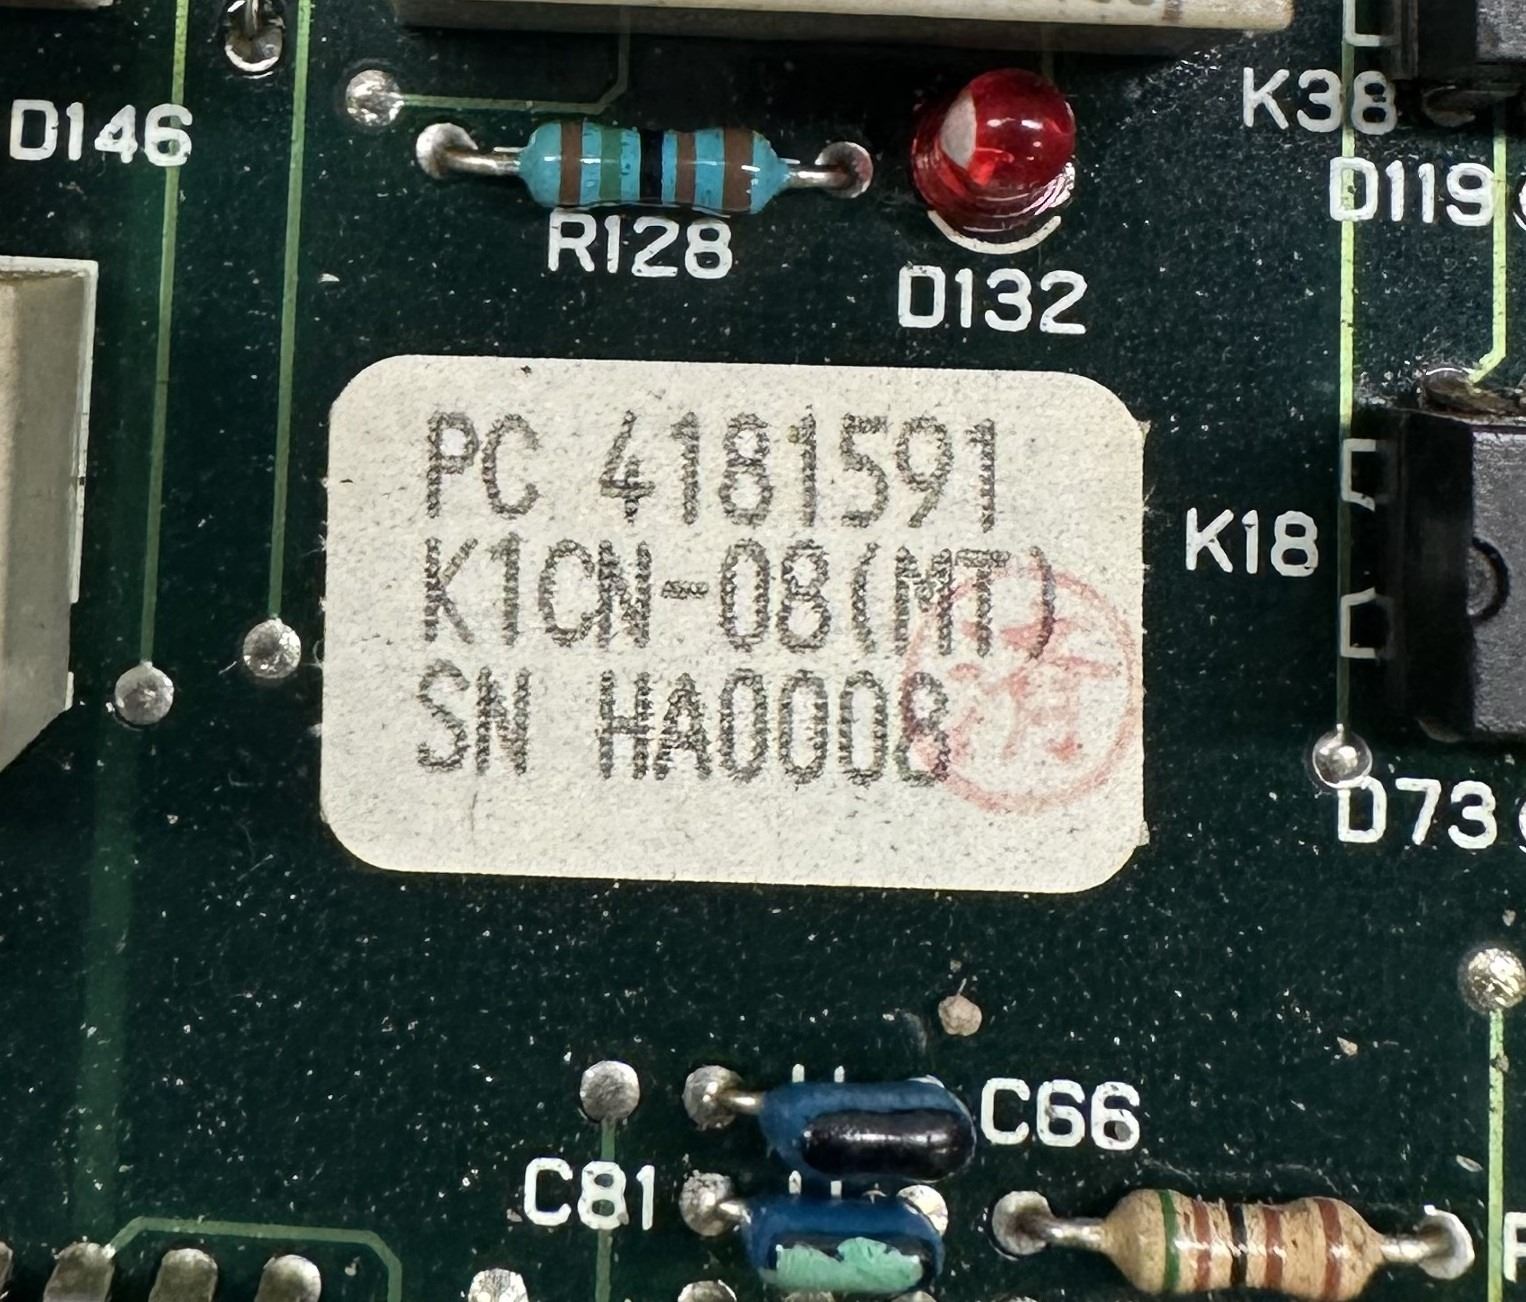 K38
D146
D119
R128
D132
PC 4181591
K1CN-08(MT)
SN HA0008
K18
D73
C66
C81